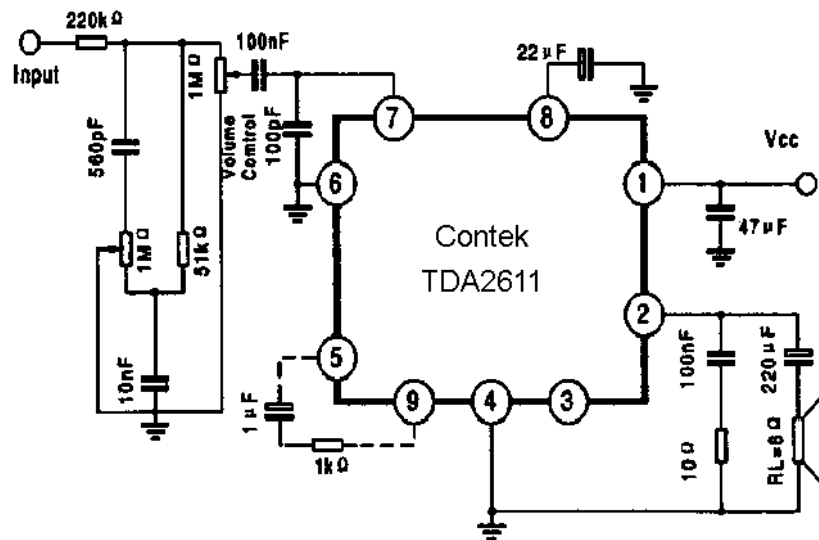 220kΩ
Input
560pF
1MΩ
51kΩ
10nF
1MΩ
Volume
Comtrol
100nF
100pF
22µF
7
8
6
1
Vcc
47µF
Contek
TDA2611
2
5
9
4
3
1µF
1kΩ
100nF
220µF
10Ω
RL=8Ω